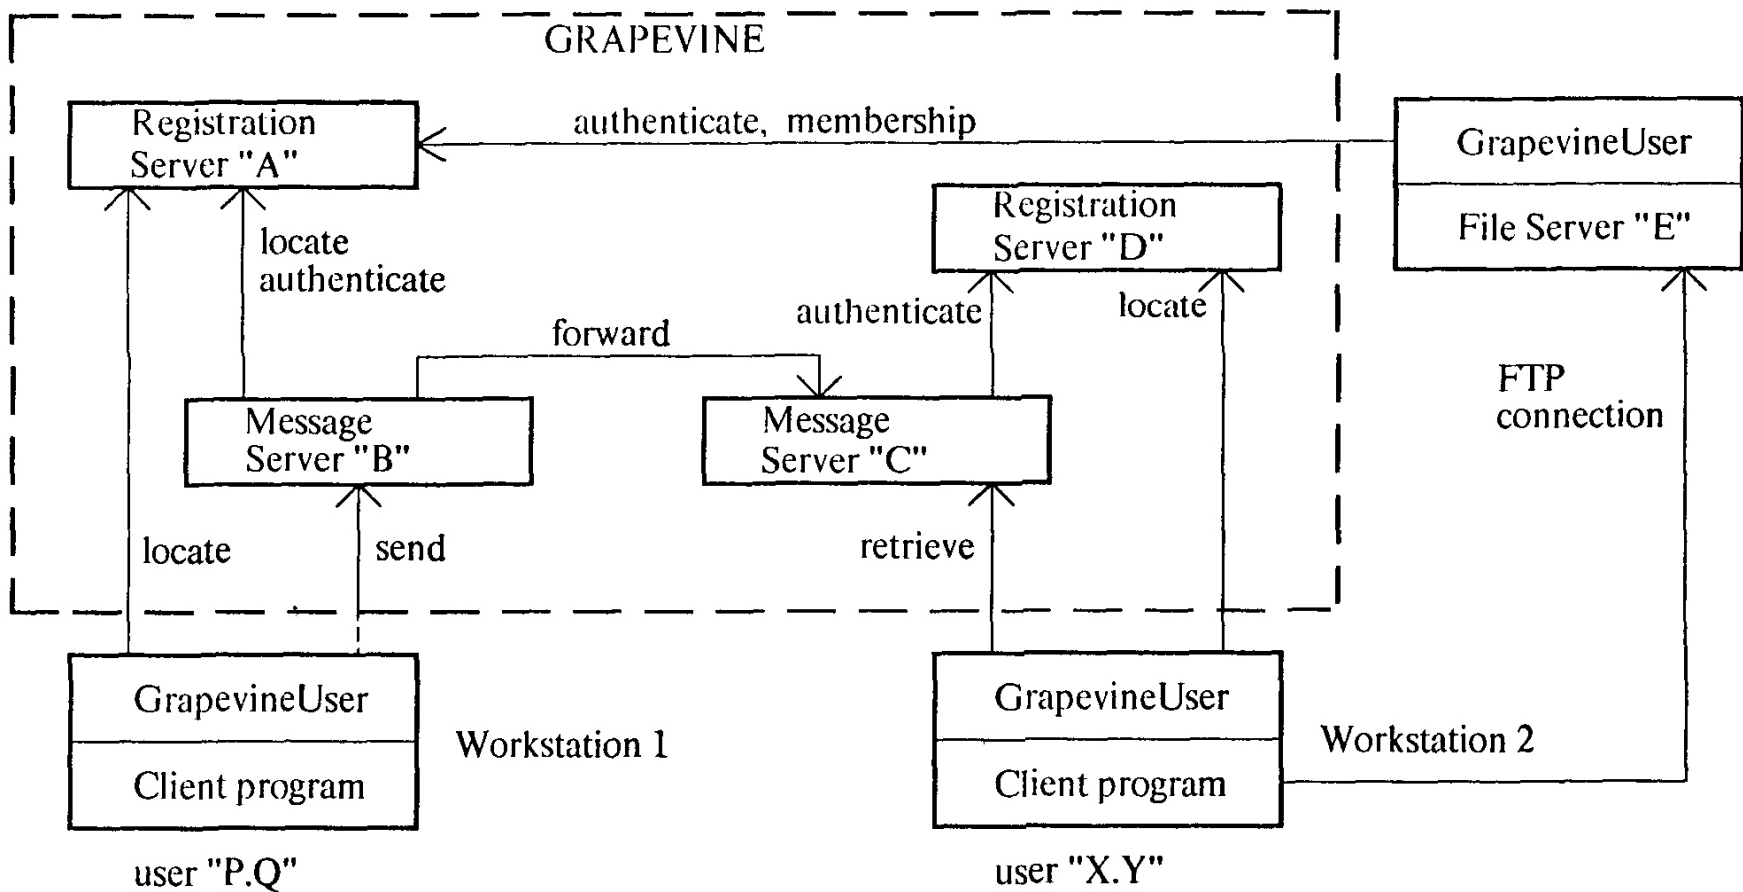 GRAPEVINE
Registration
Server "A"
authenticate, membership
GrapevineUser
File Server "E"
Registration
Server "D"
locate
authenticate
authenticate
locate
forward
FTP
connection
Message
Server "B"
Message
Server "C"
locate
send
retrieve
GrapevineUser
Client program
Workstation 1
user "P.Q"
GrapevineUser
Client program
Workstation 2
user "X.Y"